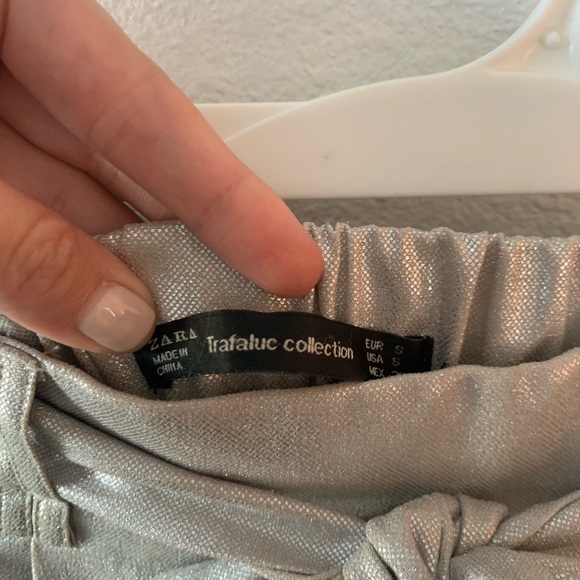 ZARA
MADE IN
CHINA
Trafaluc collection
EUR S
USA S
MEX